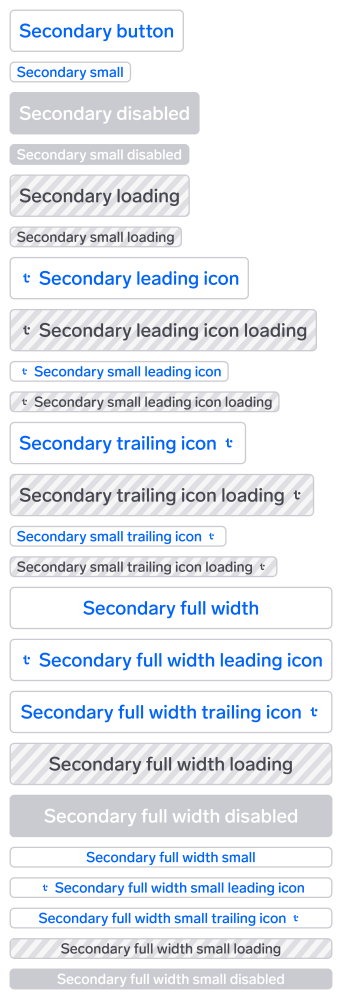 Secondary button
Secondary small
Secondary disabled
Secondary small disabled
Secondary loading
Secondary small loading
Secondary leading icon
Secondary leading icon loading
Secondary small leading icon
Secondary small leading icon loading
Secondary trailing icon
Secondary trailing icon loading
Secondary small trailing icon
Secondary small trailing icon loading
Secondary full width
Secondary full width leading icon
Secondary full width trailing icon
Secondary full width loading
Secondary full width disabled
Secondary full width small
Secondary full width small leading icon
Secondary full width small trailing icon
Secondary full width small loading
Secondary full width small disabled